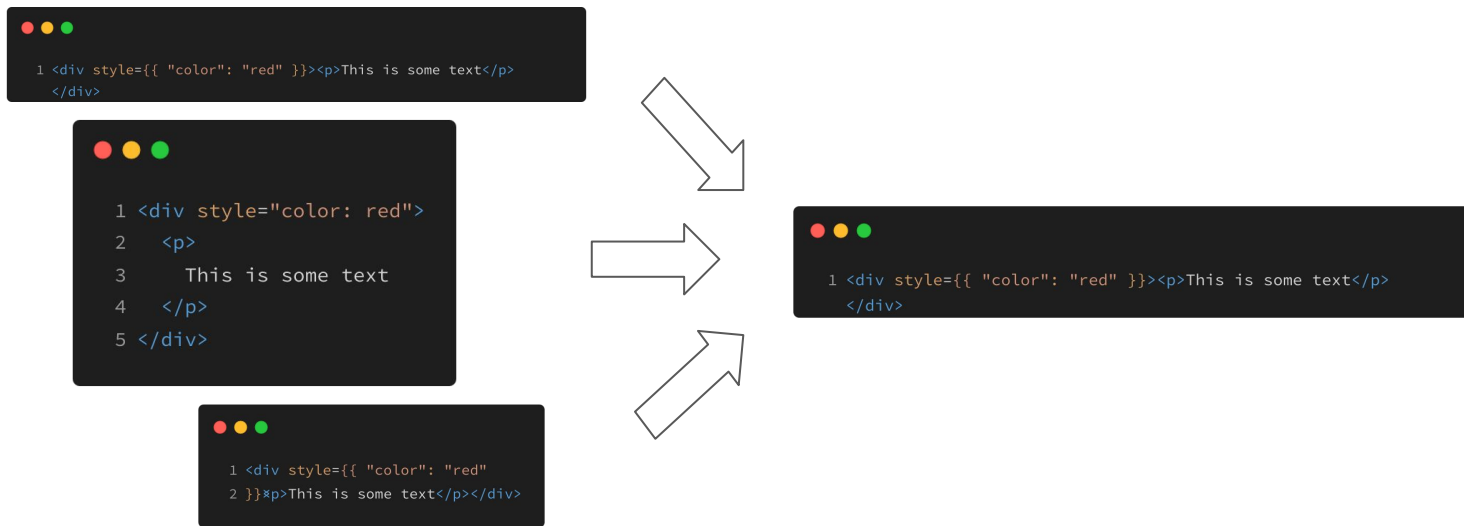 1 <div style={{ "color": "red" }}><p>This is some text</p>
</div>
1 <div style="color: red">
2 <p>
3 This is some text
4 </p>
5 </div>
1 <div style={{ "color": "red"
2 }}><p>This is some text</p></div>
1 <div style={{ "color": "red" }}><p>This is some text</p>
</div>